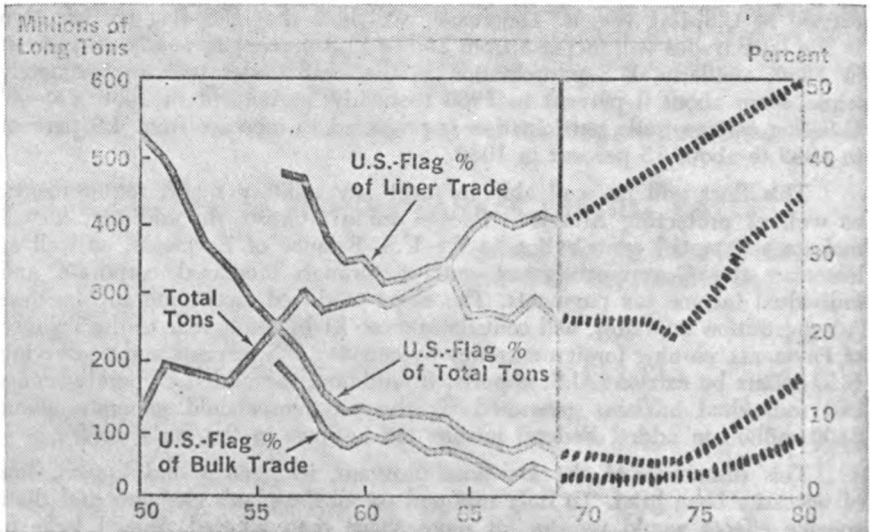 Millions of
Long Tons
Percent
600
500
400
300
200
100
0
50
40
30
20
10
0
U.S.-Flag %
of Liner Trade
Total
Tons
U.S.-Flag %
of Total Tons
U.S.-Flag %
of Bulk Trade
50
55
60
65
70
75
80